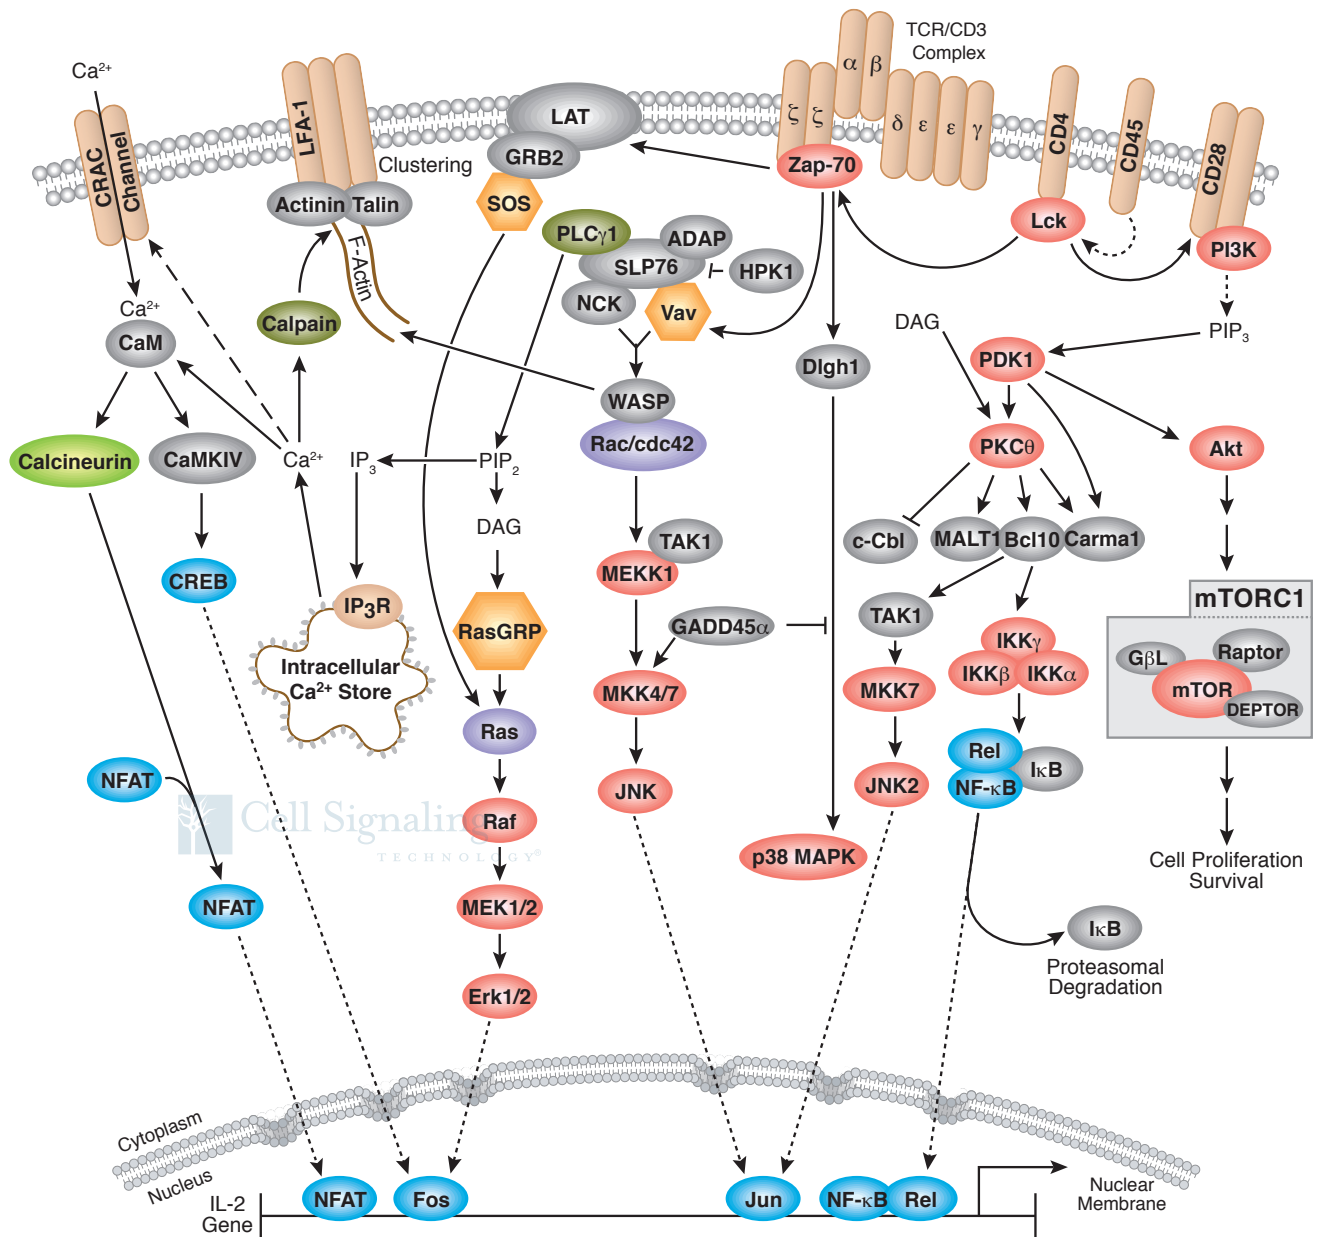 TCR/CD3
Complex
Ca2+
CRAC
Channel
LFA-1
Clustering
LAT
GRB2
SOS
α
β
ζ
ζ
δ
ε
ε
γ
Zap-70
CD4
CD45
CD28
Lck
PI3K
Actinin
Talin
F-Actin
PLCγ1
ADAP
SLP76
HPK1
NCK
Vav
Ca2+
CaM
Calpain
DAG
PIP3
Dlgh1
PDK1
WASP
Rac/cdc42
Calcineurin
CaMKIV
Ca2+
IP3
PIP2
PKCθ
Akt
DAG
c-Cbl
MALT1
Bcl10
Carma1
TAK1
MEKK1
CREB
IP3R
RasGRP
GADD45α
TAK1
mTORC1
IKKγ
IKKβ
IKKα
GβL
Raptor
mTOR
DEPTOR
Intracellular
Ca2+ Store
MKK4/7
MKK7
Ras
Rel
NF-κB
IκB
NFAT
JNK
JNK2
Cell Signaling
TECHNOLOGY®
Raf
p38 MAPK
Cell Proliferation
Survival
NFAT
MEK1/2
IκB
Proteasomal
Degradation
Erk1/2
Cytoplasm
Nucleus
Nuclear
Membrane
IL-2
Gene
NFAT
Fos
Jun
NF-κB
Rel